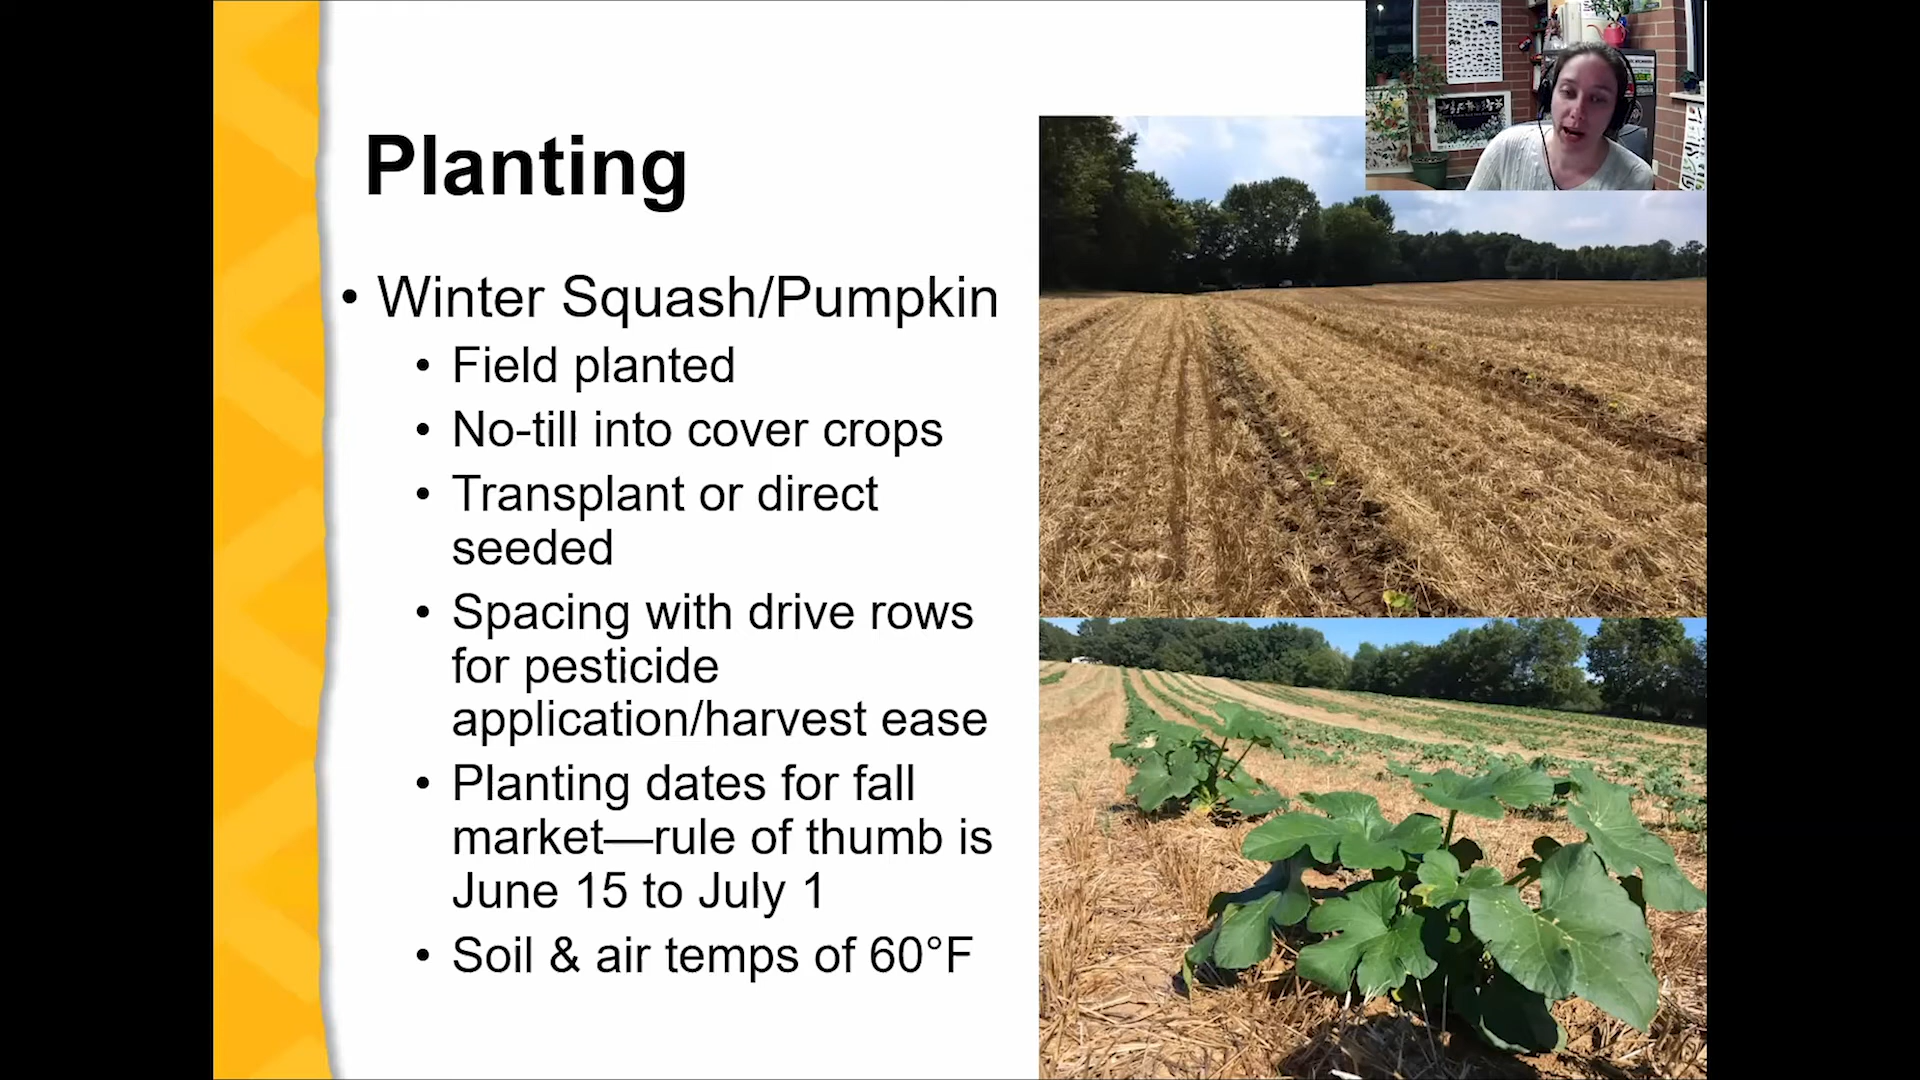 Planting
• Winter Squash/Pumpkin
• Field planted
• No-till into cover crops
• Transplant or direct
seeded
• Spacing with drive rows
for pesticide
application/harvest ease
• Planting dates for fall
market—rule of thumb is
June 15 to July 1
• Soil & air temps of 60°F